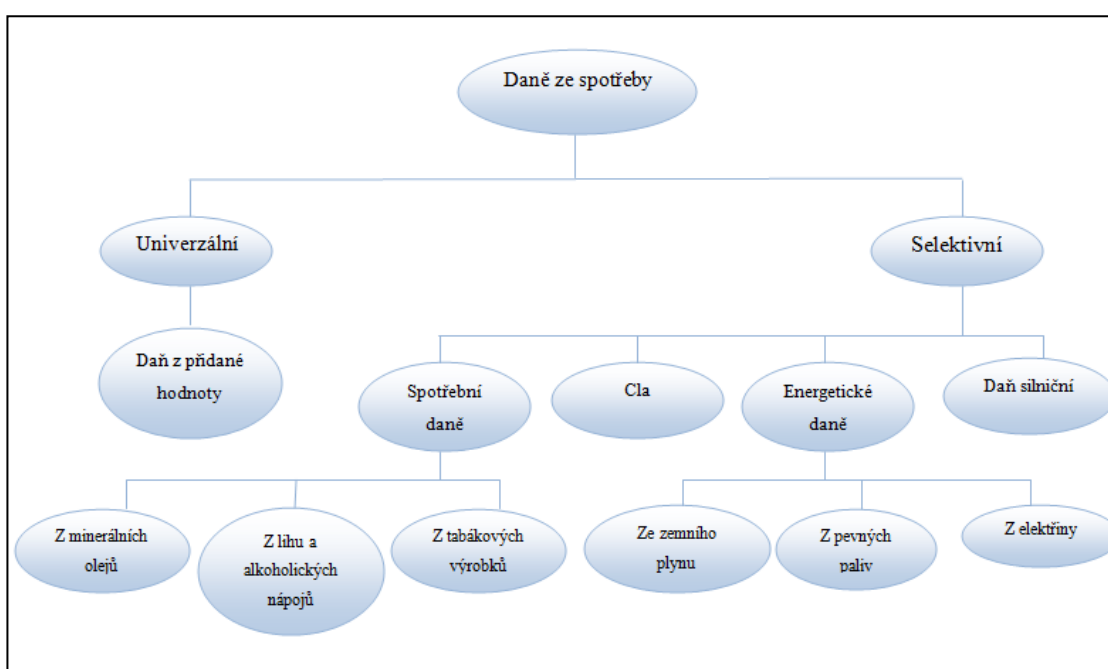 Daně ze spotřeby
Univerzální
Selektivní
Daň z přidané
hodnoty
Spotřební
daně
Cla
Energetické
daně
Daň silniční
Z minerálních
olejů
Z lihu a
alkoholických
nápojů
Z tabákových
výrobků
Ze zemního
plynu
Z pevných
paliv
Z elektřiny